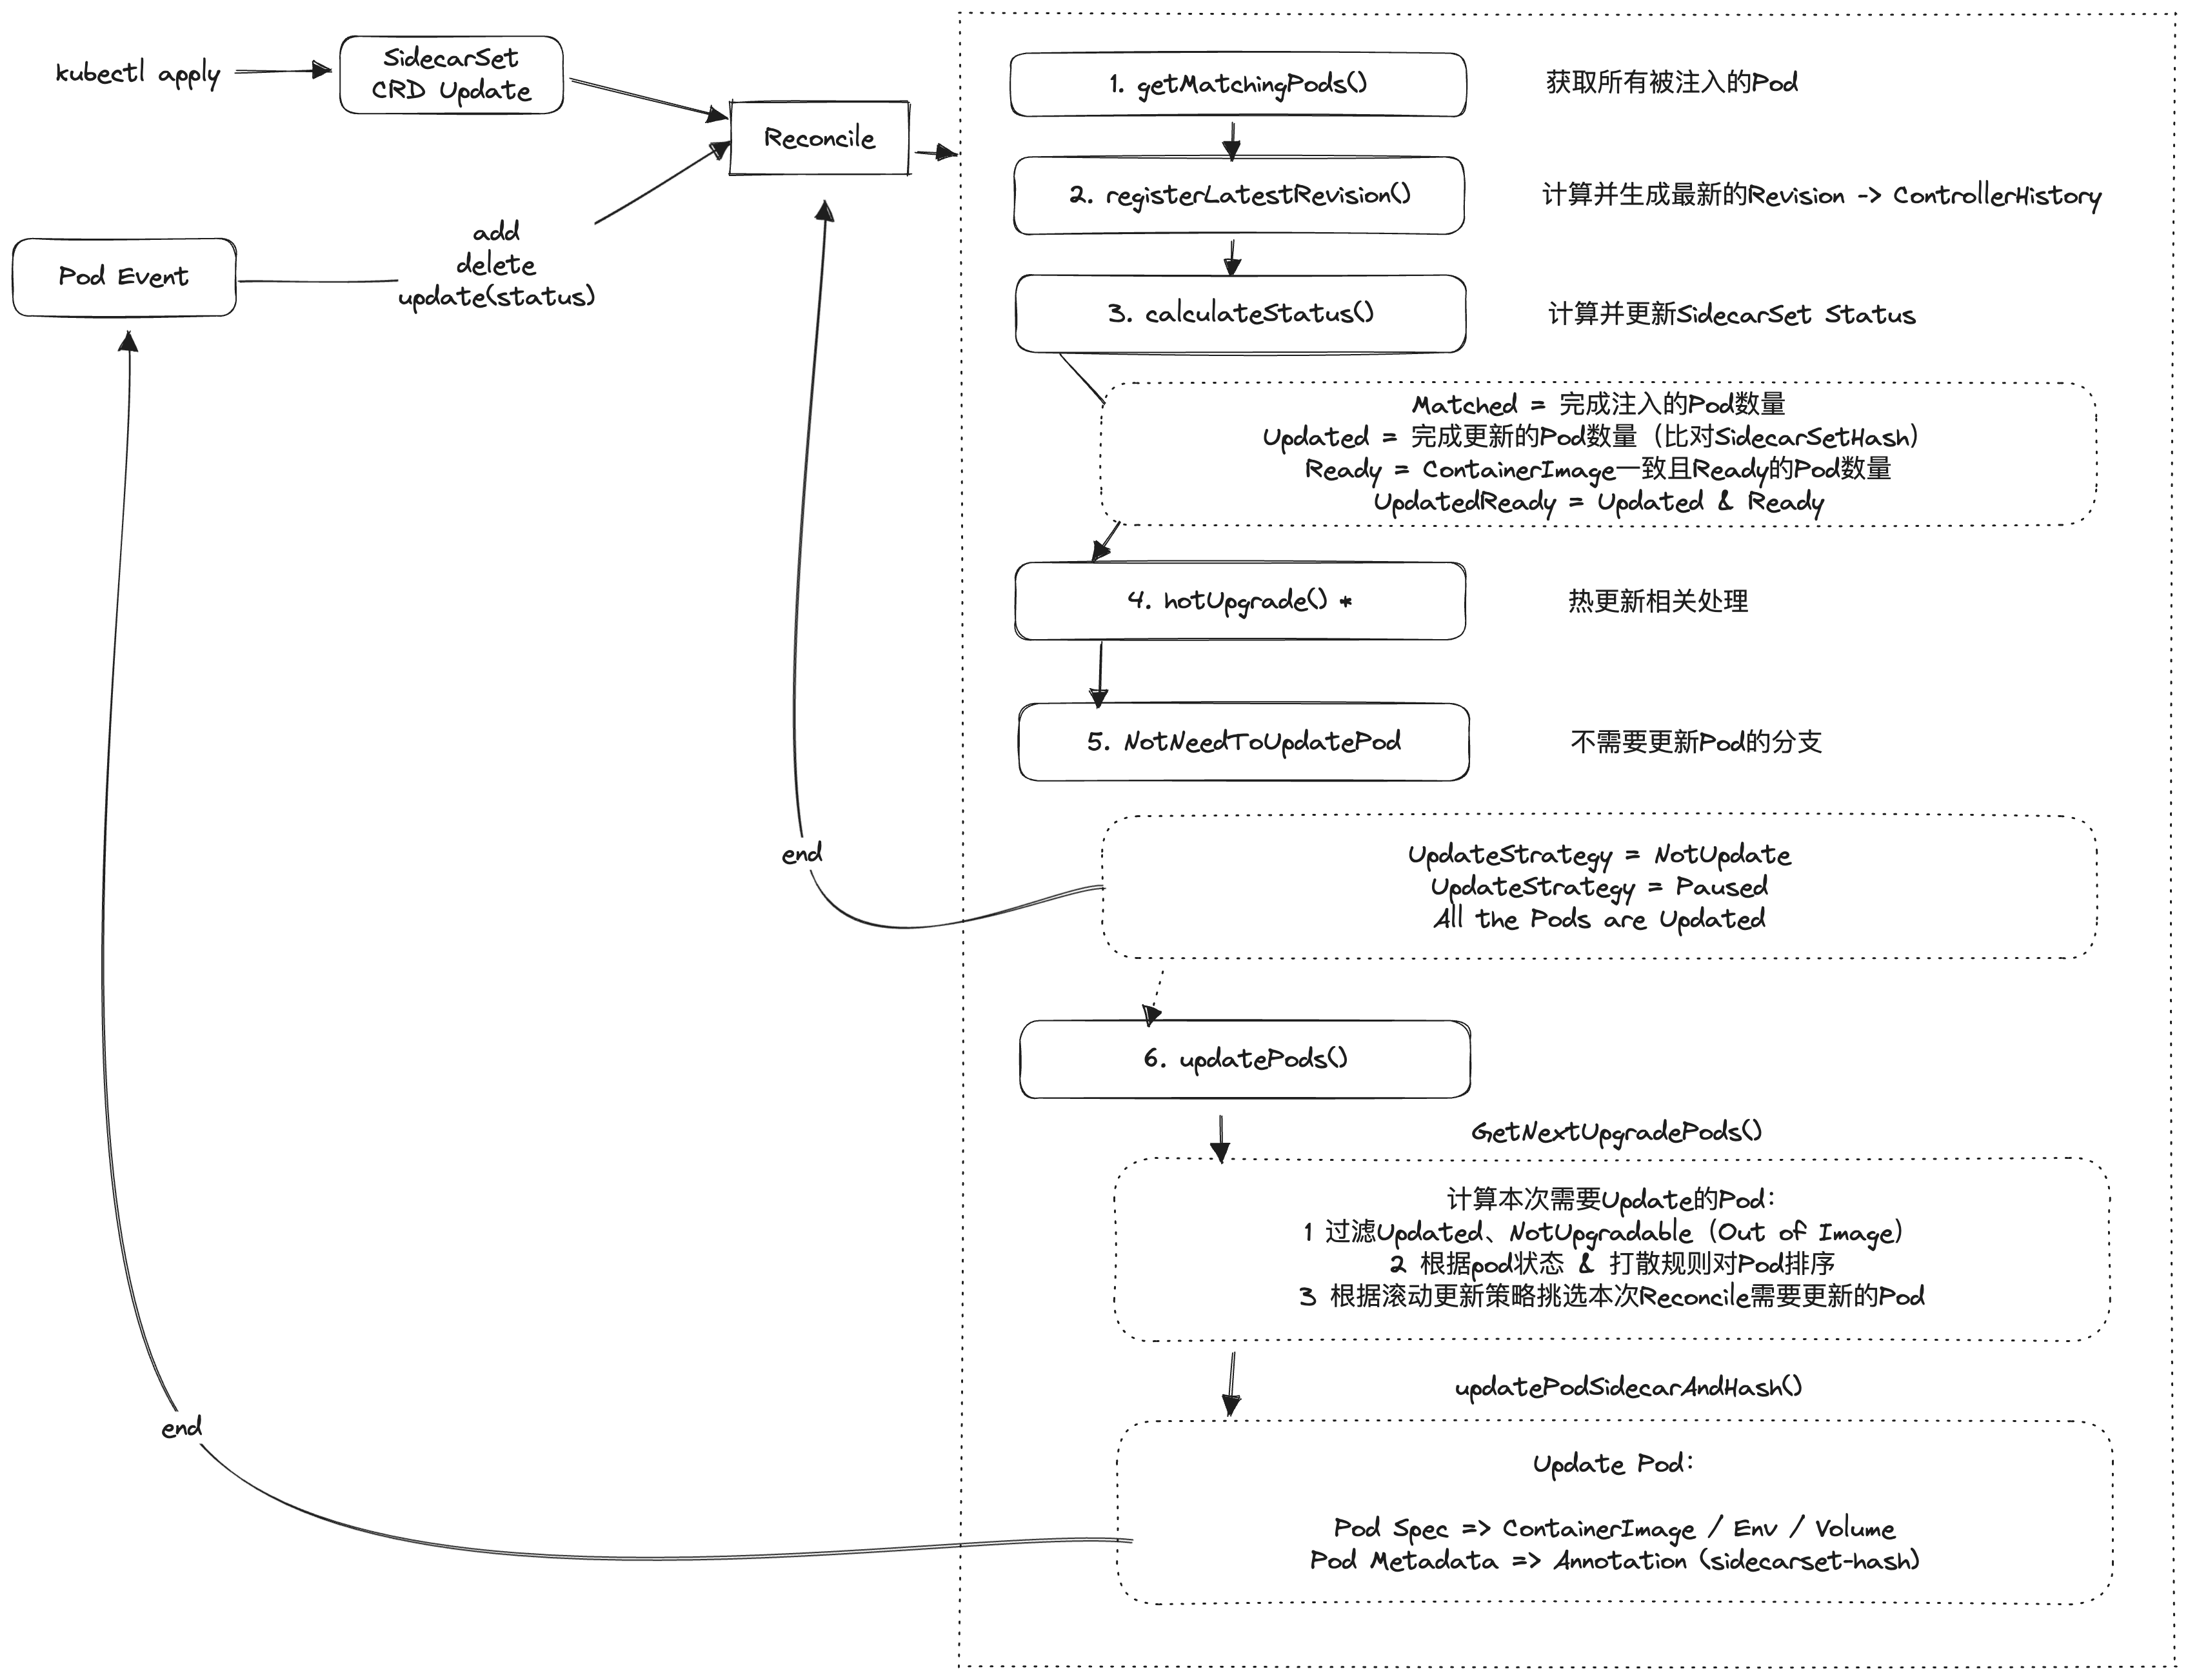 kubectl apply
SidecarSet
CRD Update
Reconcile
Pod Event
add
delete
update(status)
end
end
1. getMatchingPods()
获取所有被注入的Pod
2. registerLatestRevision()
计算并生成最新的Revision -> ControllerHistory
3. calculateStatus()
计算并更新SidecarSet Status
Matched = 完成注入的Pod数量
Updated = 完成更新的Pod数量（比对SidecarSetHash）
Ready = ContainerImage一致且Ready的Pod数量
UpdatedReady = Updated & Ready
4. hotUpgrade() *
热更新相关处理
5. NotNeedToUpdatePod
不需要更新Pod的分支
UpdateStrategy = NotUpdate
UpdateStrategy = Paused
All the Pods are Updated
6. updatePods()
GetNextUpgradePods()
计算本次需要Update的Pod：
1 过滤Updated、NotUpgradable（Out of Image）
2 根据pod状态 & 打散规则对Pod排序
3 根据滚动更新策略挑选本次Reconcile需要更新的Pod
updatePodSidecarAndHash()
Update Pod：
Pod Spec => ContainerImage / Env / Volume
Pod Metadata => Annotation (sidecarset-hash)